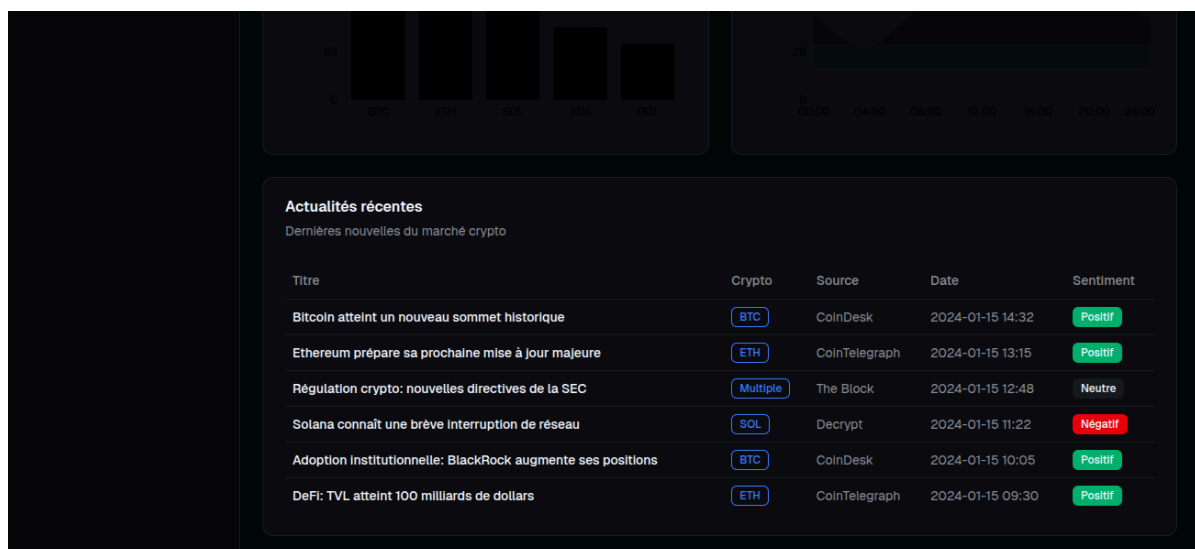 65
0
BTC ETH SOL ADA DOT
25
0
00:00 04:00 08:00 12:00 16:00 20:00 24:00
Actualités récentes
Dernières nouvelles du marché crypto
Titre Crypto Source Date Sentiment
Bitcoin atteint un nouveau sommet historique BTC CoinDesk 2024-01-15 14:32 Positif
Ethereum prépare sa prochaine mise à jour majeure ETH CoinTelegraph 2024-01-15 13:15 Positif
Régulation crypto: nouvelles directives de la SEC Multiple The Block 2024-01-15 12:48 Neutre
Solana connaît une brève interruption de réseau SOL Decrypt 2024-01-15 11:22 Négatif
Adoption institutionnelle: BlackRock augmente ses positions BTC CoinDesk 2024-01-15 10:05 Positif
DeFi: TVL atteint 100 milliards de dollars ETH CoinTelegraph 2024-01-15 09:30 Positif